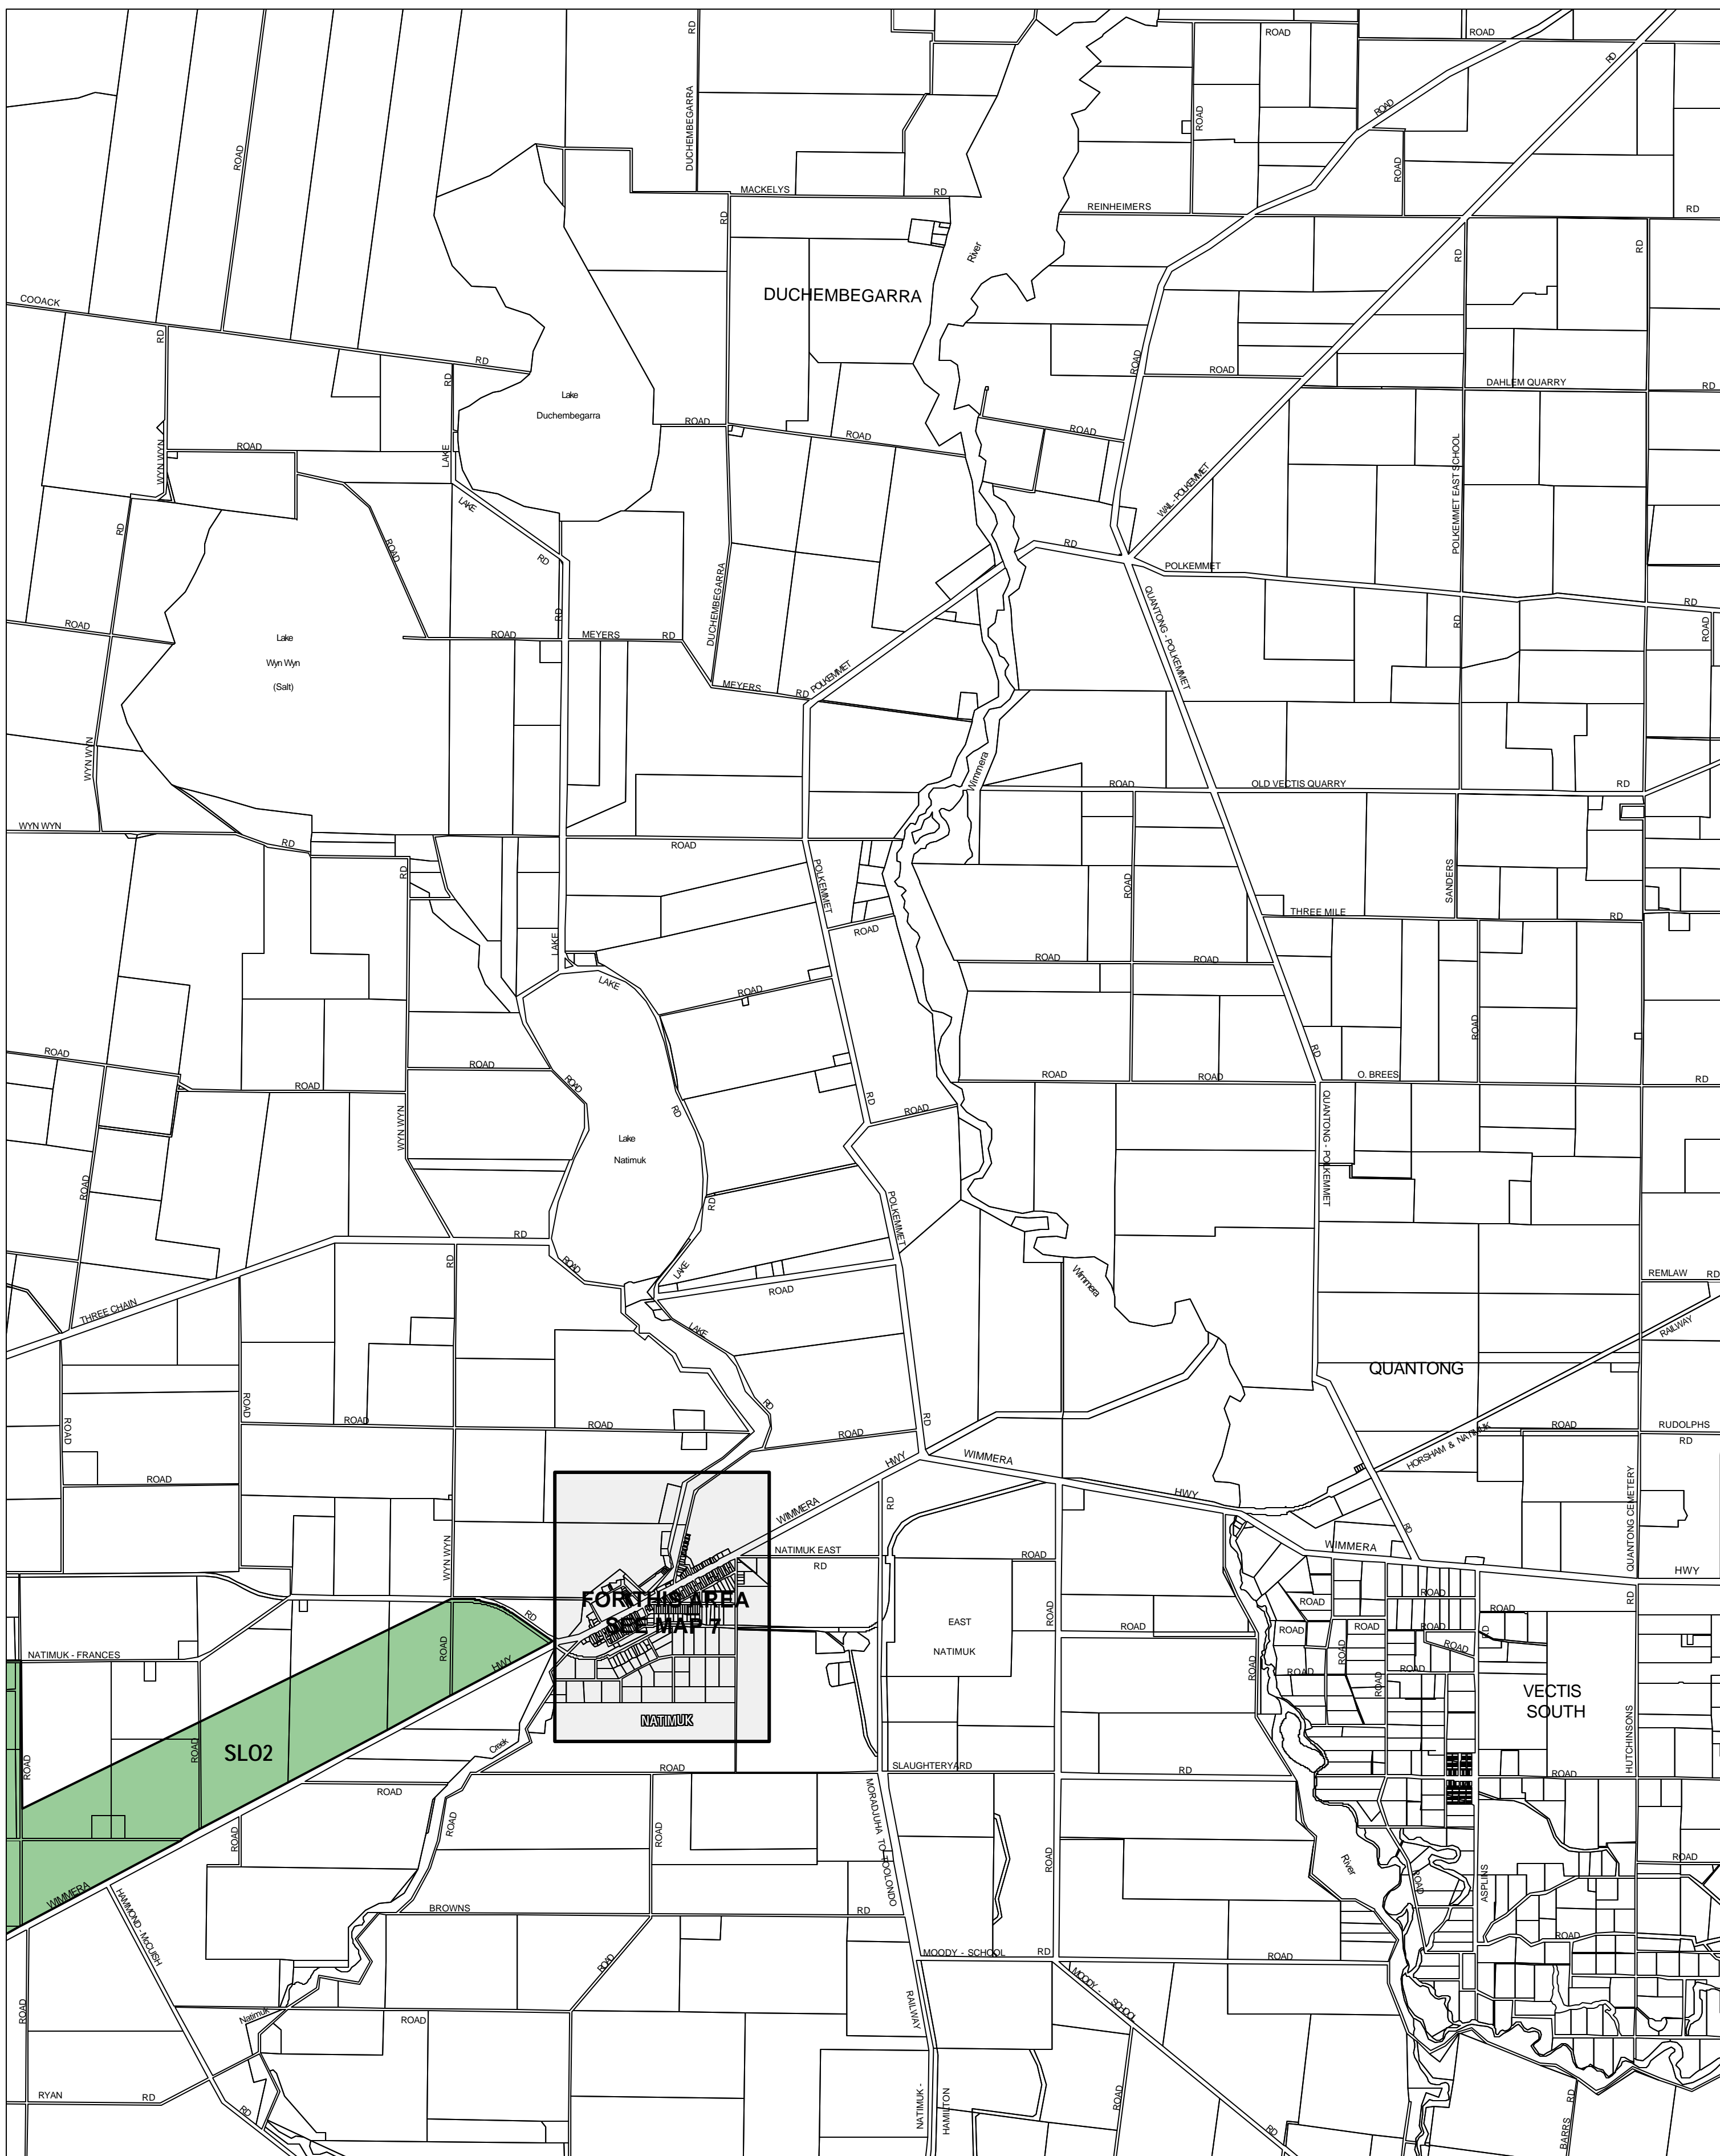 RD
ROAD
ROAD
RD
ROAD
DUCHEMBEGARRA
ROAD
ROAD
ROAD
MACKELYS
RD
REINHEIMERS
RD
RD
River
RD
RD
DUCHEMBEGARRA
COOACK
RD
RD
RD
ROAD
ROAD
DAHLEM QUARRY
RD
Lake
Duchembegarra
ROAD
ROAD
ROAD
ROAD
WYN WYN
LAKE
LAKE
POLKEMMET EAST SCHOOL
WAIL - POLKEMMET
RD
ROAD
RD
RD
POLKEMMET
QUANTONG - POLKEMMET
RD
DUCHEMBEGARRA
ROAD
RD
RD
ROAD
Lake
Wyn Wyn
(Salt)
ROAD
MEYERS
RD
POLKEMMET
MEYERS
RD
WYN WYN
Wimmera
ROAD
OLD VECTIS QUARRY
RD
WYN WYN
RD
ROAD
RD
POLKEMMET
ROAD
SANDERS
THREE MILE
RD
ROAD
LAKE
ROAD
ROAD
LAKE
ROAD
ROAD
ROAD
ROAD
ROAD
ROAD
RD
RD
ROAD
ROAD
O. BREES
RD
WYN WYN
RD
ROAD
QUANTONG - POLKEMMET
Lake
Natimuk
ROAD
RD
POLKEMMET
RD
ROAD
RD
LAKE
ROAD
Wimmera
REMLAW
RD
THREE CHAIN
LAKE
RAILWAY
QUANTONG
ROAD
ROAD
ROAD
ROAD
RD
RD
ROAD
ROAD
RUDOLPHS
RD
HORSHAM & NATIMUK
ROAD
HWY
WIMMERA
HWY
WIMMERA
RD
QUANTONG CEMETERY
RD
WIMMERA
HWY
WYN WYN
NATIMUK EAST
RD
ROAD
FOR THIS AREA
SEE MAP 7
RD
EAST
NATIMUK
ROAD
ROAD
ROAD
ROAD
ROAD
RD
ROAD
ROAD
ROAD
RD
ROAD
ROAD
ROAD
ROAD
ROAD
ROAD
ROAD
NATIMUK - FRANCES
ROAD
HWY
VECTIS
SOUTH
HUTCHINSONS
NATIMUK
SLO2
ROAD
ROAD
Creek
ROAD
SLAUGHTERYARD
RD
ROAD
ROAD
ROAD
ROAD
ROAD
MORADJUHA TO TOOLONDO
ROAD
River
ROAD
ASPLINS
ROAD
WIMMERA
HAMMOND - McCUISH
BROWNS
RD
ROAD
MOODY - SCHOOL
RD
ROAD
ROAD
MOODY - SCHOOL
ROAD
Natimuk
ROAD
RAILWAY
RYAN
RD
RD
NATIMUK -
HAMILTON
ROAD
RD
RD
BARRS